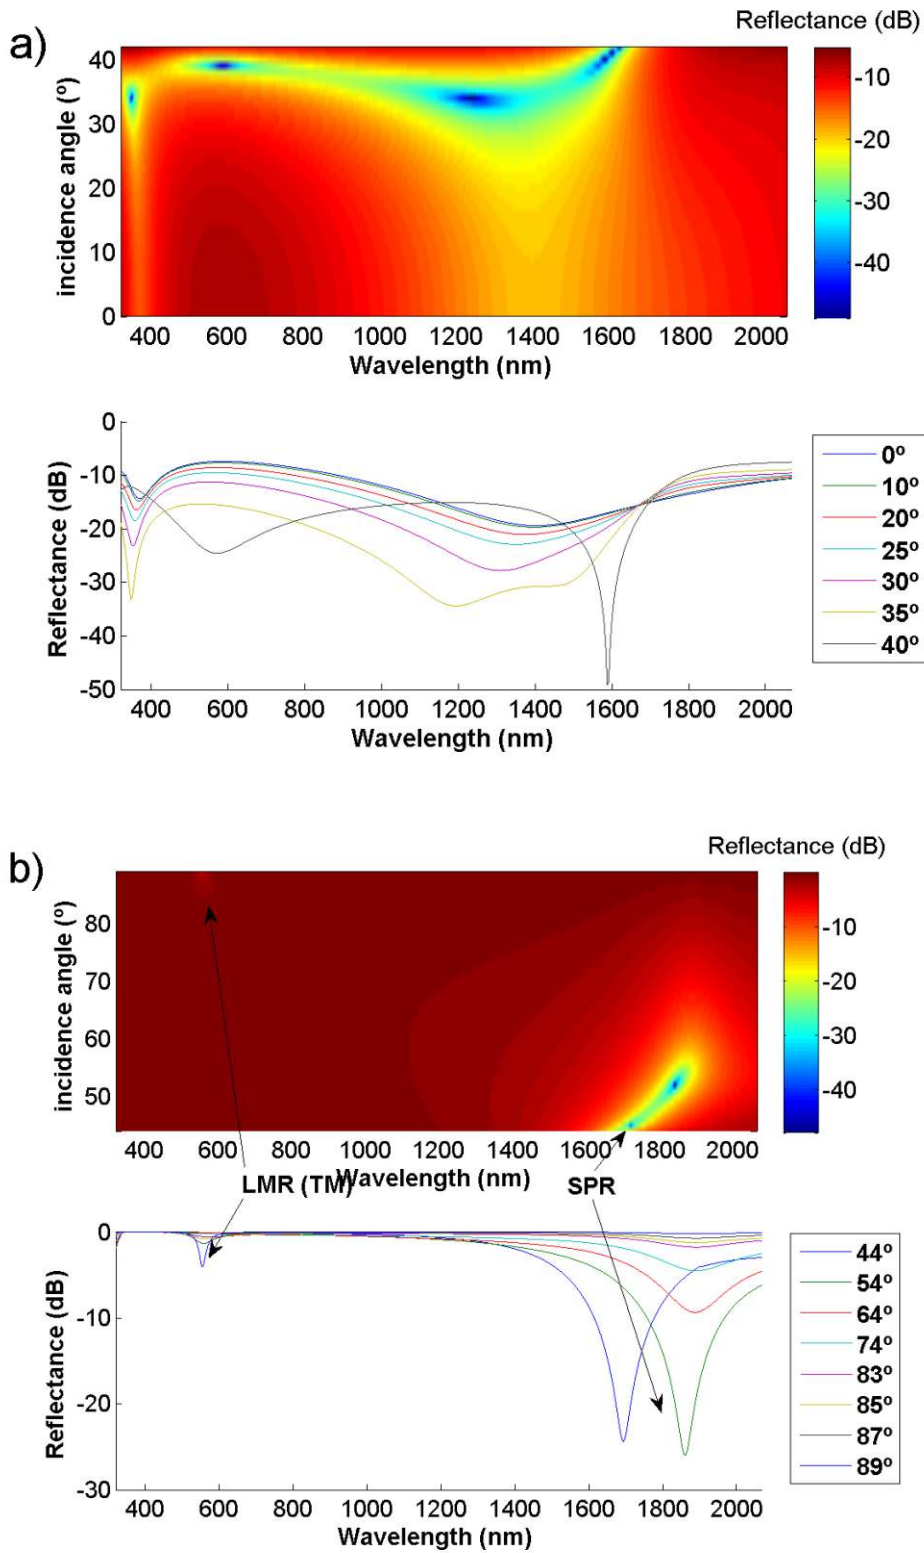 a)
Reflectance (dB)
incidence angle (º)
40
30
20
10
0
400 600 800 1000 1200 1400 1600 1800 2000
Wavelength (nm)
-10
-20
-30
-40
Reflectance (dB)
0
-10
-20
-30
-40
-50
400 600 800 1000 1200 1400 1600 1800 2000
Wavelength (nm)
0º
10º
20º
25º
30º
35º
40º
b)
Reflectance (dB)
incidence angle (º)
80
70
60
50
400 600 800 1000 1200 1400 1600 1800 2000
Wavelength (nm)
-10
-20
-30
-40
LMR (TM)
SPR
Reflectance (dB)
0
-10
-20
-30
400 600 800 1000 1200 1400 1600 1800 2000
Wavelength (nm)
44º
54º
64º
74º
83º
85º
87º
89º